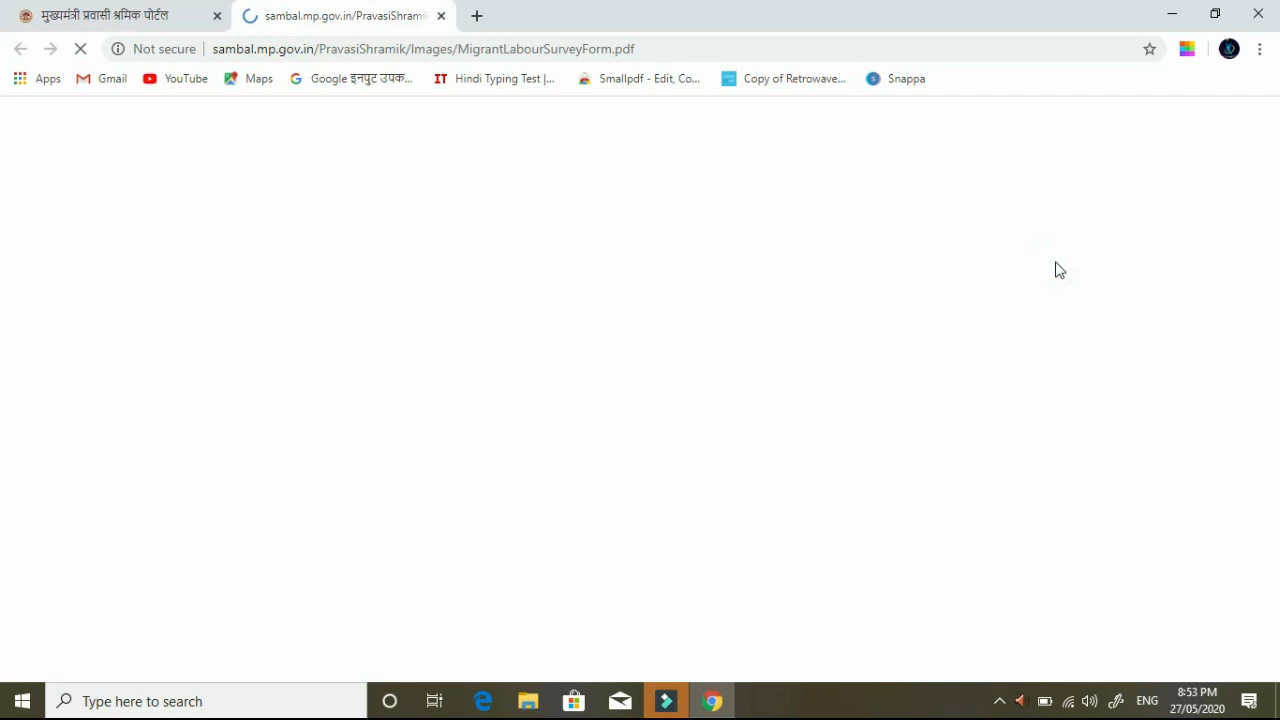 मुख्यमंत्री प्रवासी श्रमिक पोर्टल
sambal.mp.gov.in/PravasiShrami
Not secure
sambal.mp.gov.in/PravasiShramik/Images/MigrantLabourSurveyForm.pdf
Apps
Gmail
YouTube
Maps
Google इनपुट उपक...
IT Hindi Typing Test |...
Smallpdf - Edit, Co...
Copy of Retrowave...
S Snappa
Type here to search
ENG
8:53 PM
27/05/2020